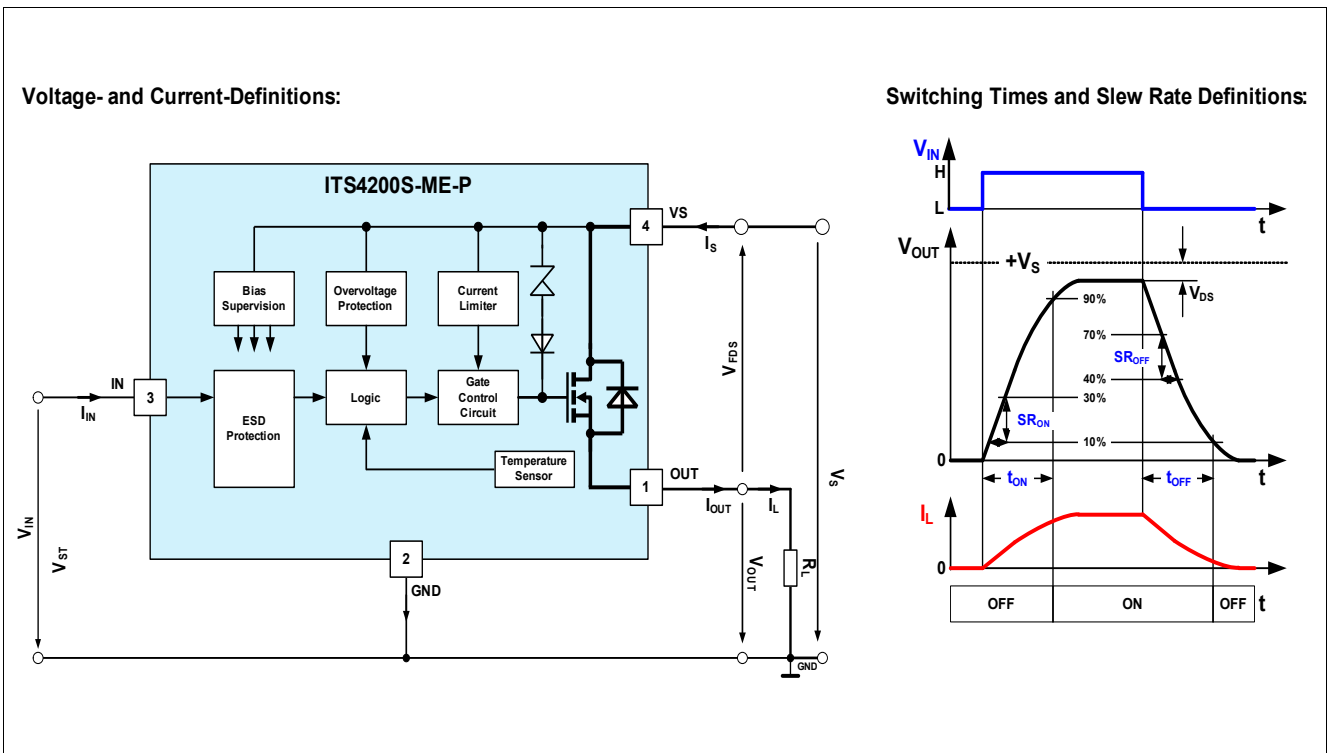 Voltage- and Current-Definitions:
ITS4200S-ME-P
4
VS
IS
Bias
Supervision
Overvoltage
Protection
Current
Limiter
VFDS
IN
3
IIN
ESD
Protection
Logic
Gate
Control
Circuit
Temperature
Sensor
OUT
1
IOUT
IL
VS
VIN
VST
2
GND
VOUT
RL
GND
Switching Times and Slew Rate Definitions:
VIN
H
L
t
VOUT
+VS
VDS
90%
70%
SROFF
40%
30%
SRON
10%
0
tON
tOFF
t
IL
0
OFF
ON
OFF
t